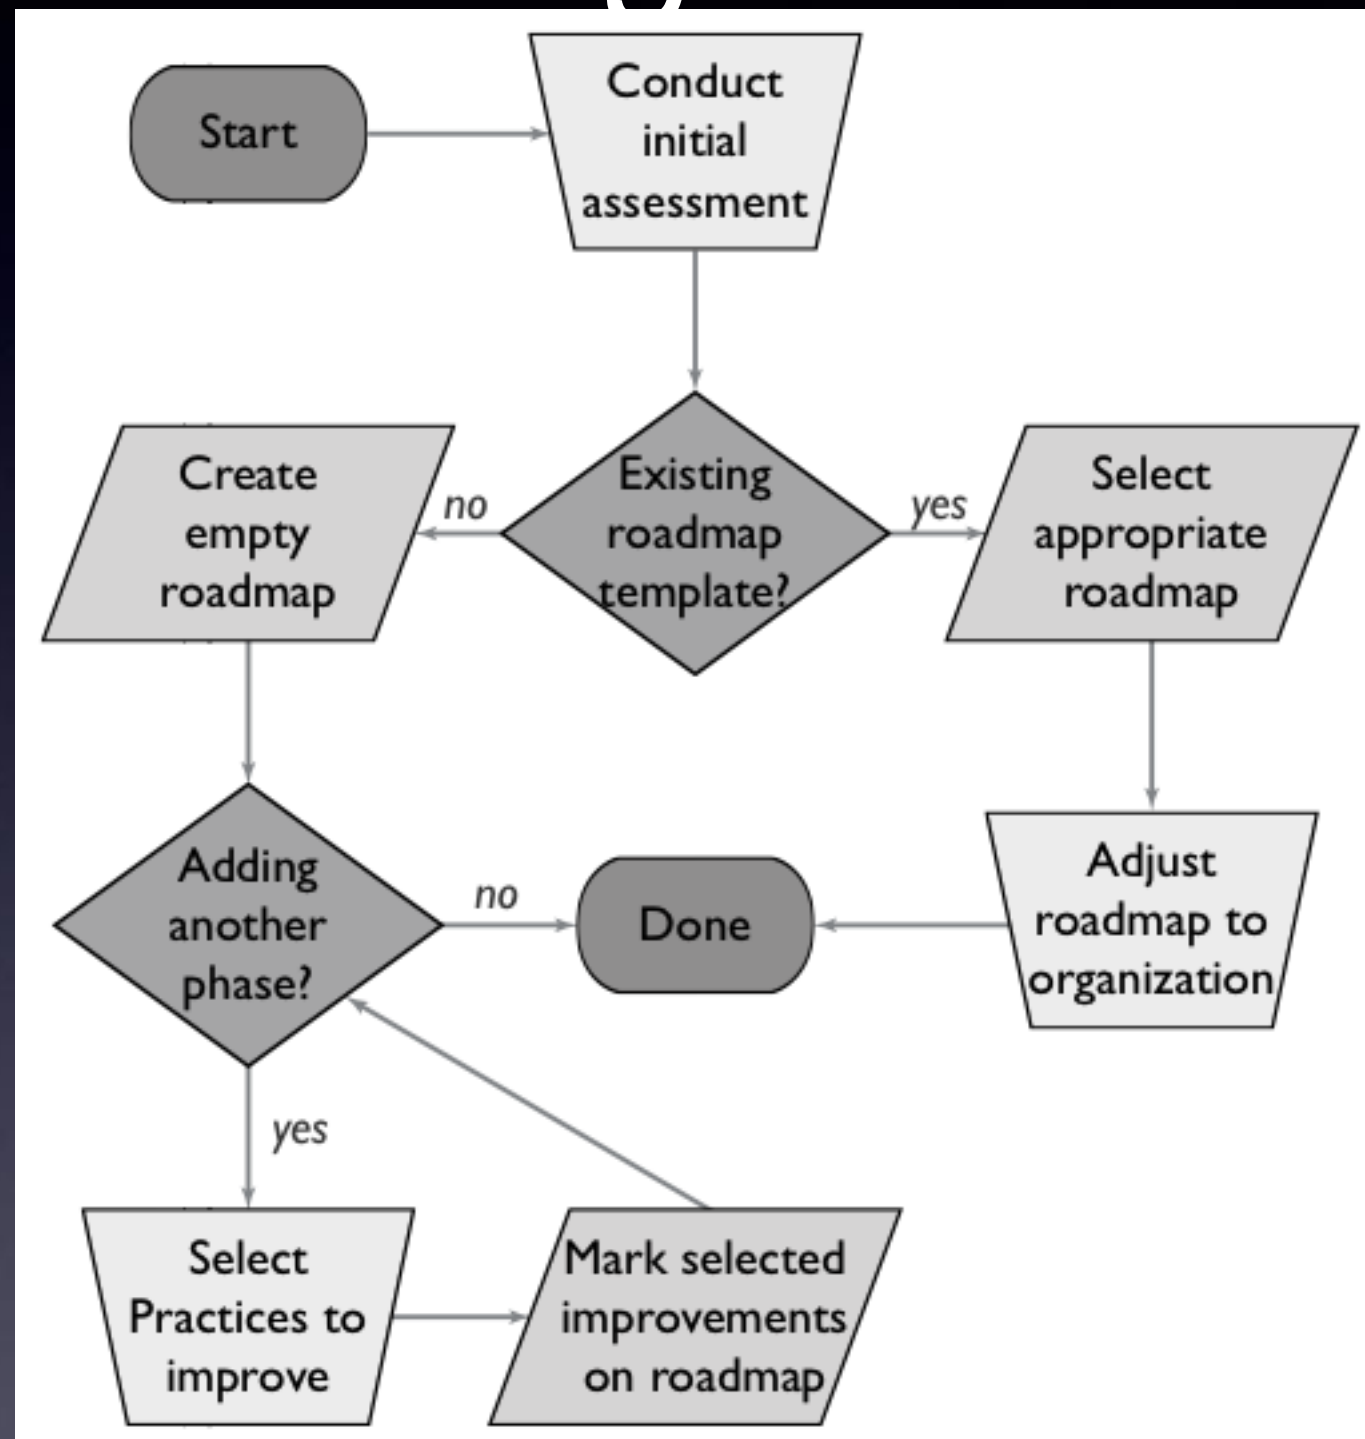 Start
Conduct
initial
assessment
Create
empty
roadmap
no
Existing
roadmap
template?
yes
Select
appropriate
roadmap
Adding
another
phase?
no
Done
Adjust
roadmap to
organization
yes
Select
Practices to
improve
Mark selected
improvements
on roadmap